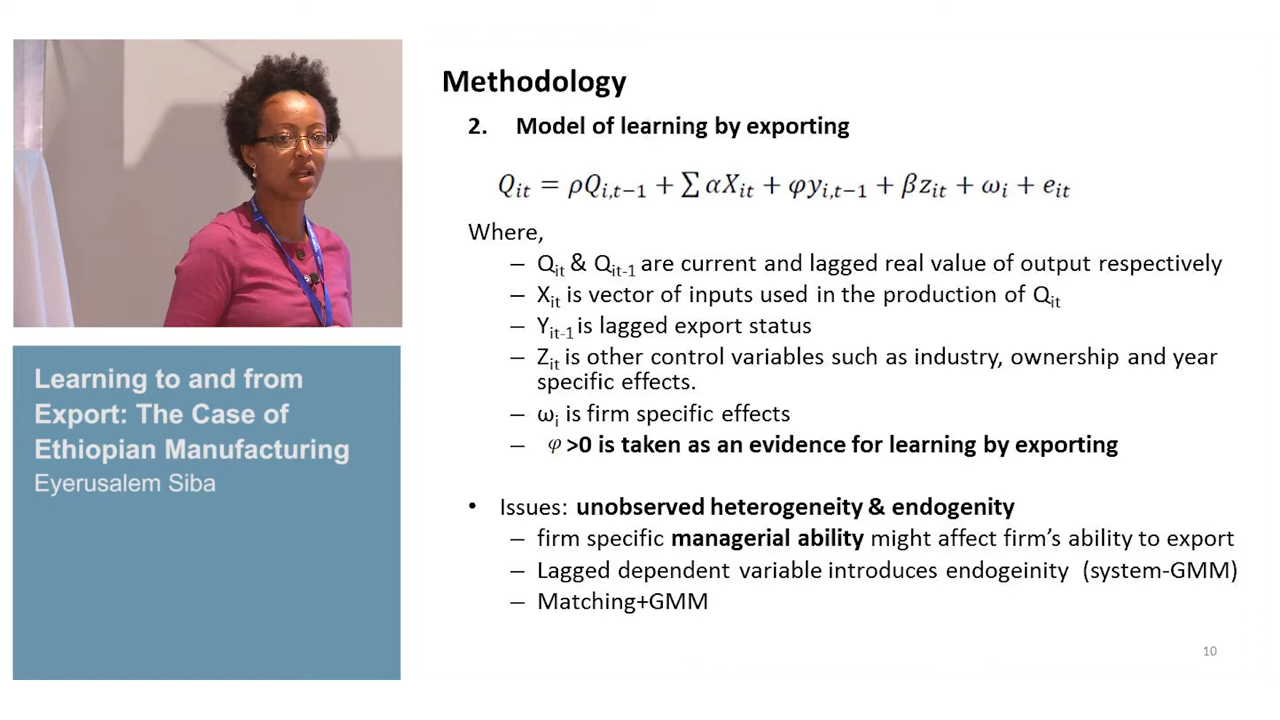 Methodology
2. Model of learning by exporting
Qit = ρQi,t−1 + ∑ αXit + φyi,t−1 + βzit + ωi + eit
Where,
– Qit & Qit-1 are current and lagged real value of output respectively
– Xit is vector of inputs used in the production of Qit
– Yit-1 is lagged export status
– Zit is other control variables such as industry, ownership and year
specific effects.
– ωi is firm specific effects
– φ >0 is taken as an evidence for learning by exporting
• Issues: unobserved heterogeneity & endogenity
– firm specific managerial ability might affect firm's ability to export
– Lagged dependent variable introduces endogeinity (system-GMM)
– Matching+GMM
10
Learning to and from
Export: The Case of
Ethiopian Manufacturing
Eyerusalem Siba